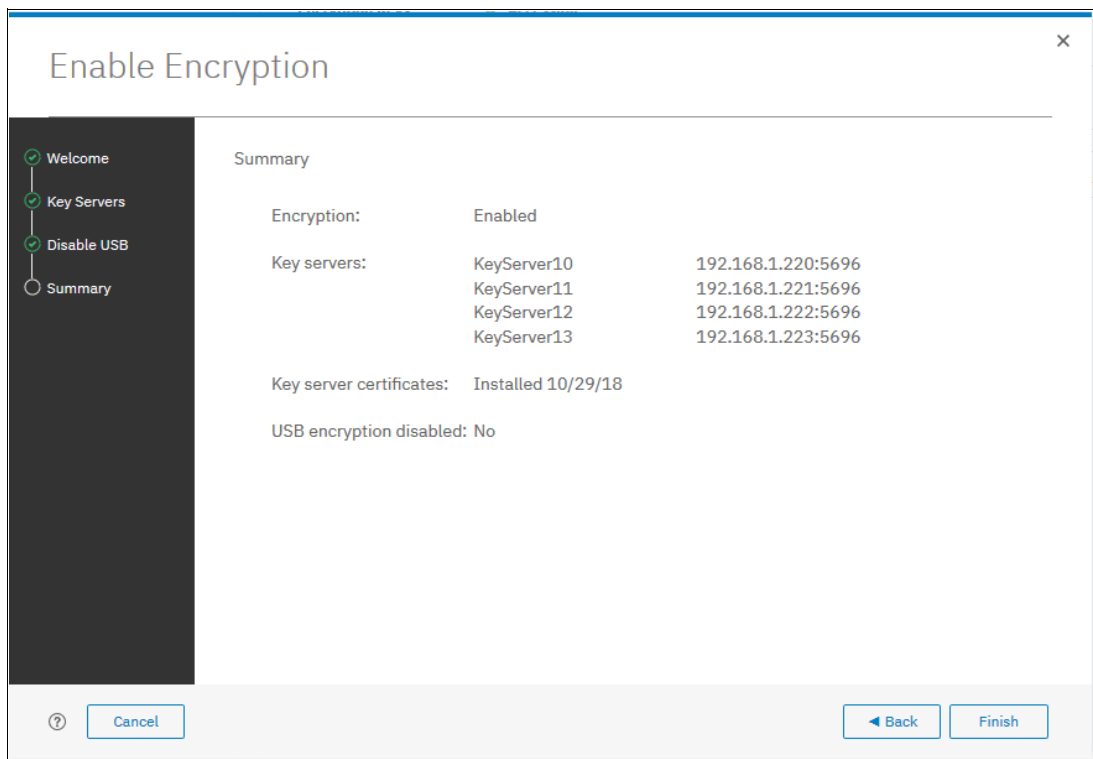 Enable Encryption
Welcome
Key Servers
Disable USB
Summary
Summary
Encryption: Enabled
Key servers: KeyServer10 192.168.1.220:5696
KeyServer11 192.168.1.221:5696
KeyServer12 192.168.1.222:5696
KeyServer13 192.168.1.223:5696
Key server certificates: Installed 10/29/18
USB encryption disabled: No
? Cancel ◄ Back Finish